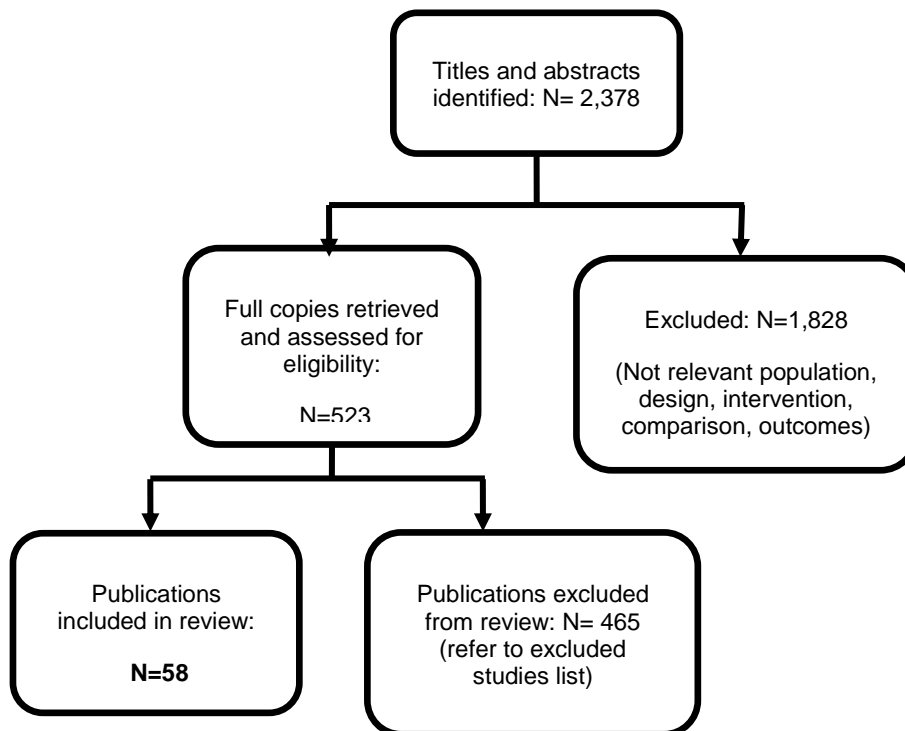 Titles and abstracts
identified: N= 2,378
Full copies retrieved
and assessed for
eligibility:
N=523
Excluded: N=1,828
(Not relevant population,
design, intervention,
comparison, outcomes)
Publications
included in review:
N=58
Publications excluded
from review: N= 465
(refer to excluded
studies list)